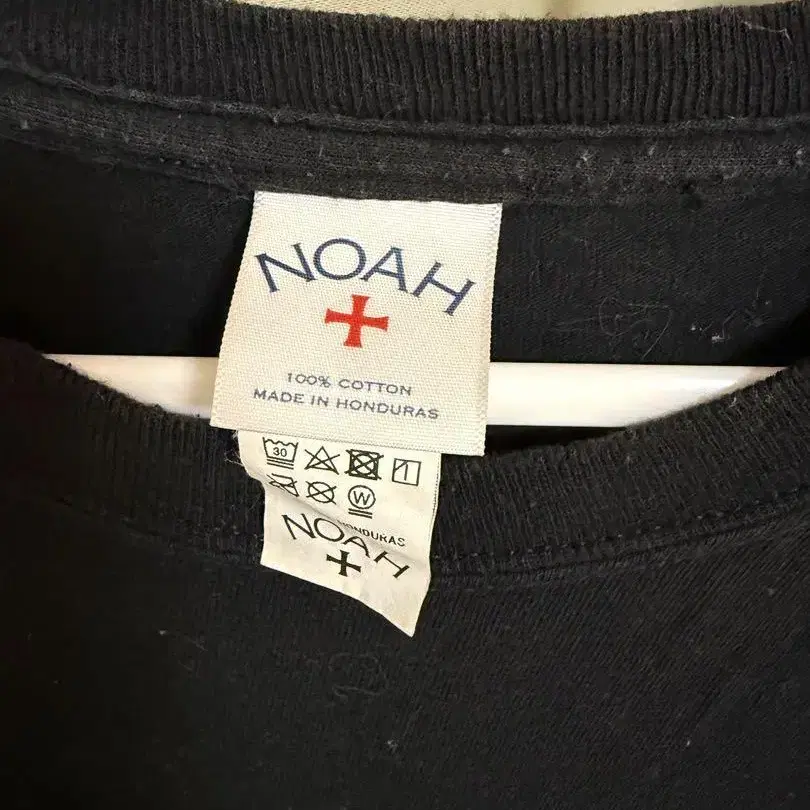 NOAH
100% COTTON
MADE IN HONDURAS
30
W
HONDURAS
NOAH